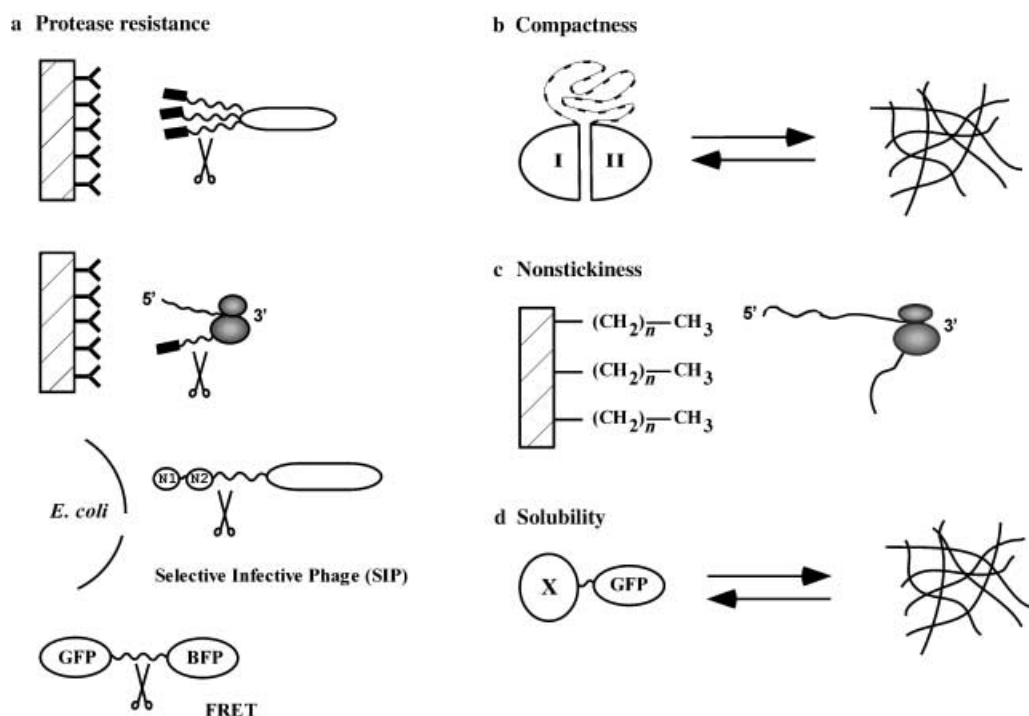 a Protease resistance
5'
3'
E. coli
N1
N2
Selective Infective Phage (SIP)
GFP
BFP
FRET
b Compactness
I
II
c Nonstickiness
(CH2)n—CH3
(CH2)n—CH3
(CH2)n—CH3
5'
3'
d Solubility
X
GFP